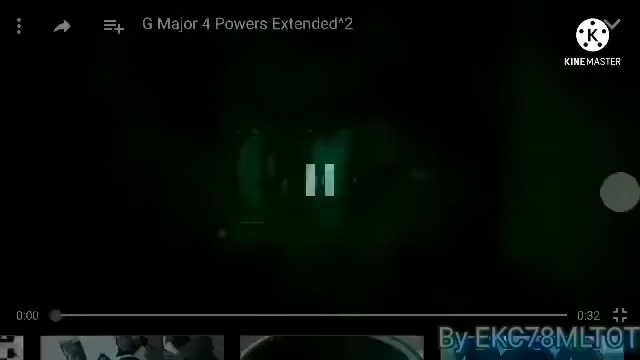 G Major 4 Powers Extended^2
K
KINEMASTER
0:00
0:32
By-EKC78MLTOT